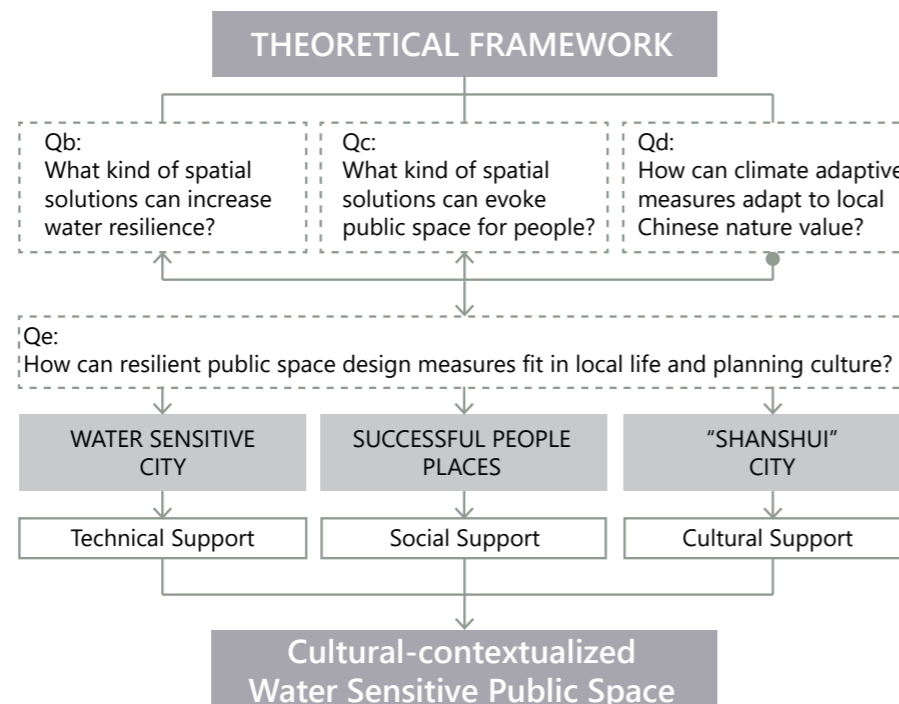 THEORETICAL FRAMEWORK
Qb:
What kind of spatial
solutions can increase
water resilience?
Qc:
What kind of spatial
solutions can evoke
public space for people?
Qd:
How can climate adaptive
measures adapt to local
Chinese nature value?
Qe:
How can resilient public space design measures fit in local life and planning culture?
WATER SENSITIVE
CITY
SUCCESSFUL PEOPLE
PLACES
“SHANSHUI”
CITY
Technical Support
Social Support
Cultural Support
Cultural-contextualized
Water Sensitive Public Space